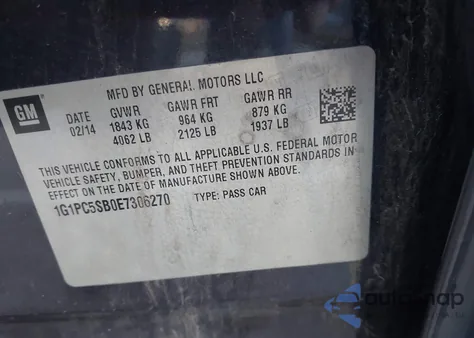 MFD BY GENERAL MOTORS LLC
GM
DATE GVWR GAWR FRT GAWR RR
02/14 1843 KG 964 KG 879 KG
4062 LB 2125 LB 1937 LB
THIS VEHICLE CONFORMS TO ALL APPLICABLE U.S. FEDERAL MOTOR
VEHICLE SAFETY, BUMPER, AND THEFT PREVENTION STANDARDS IN
EFFECT ON THE DATE OF MANUFACTURE SHOWN ABOVE.
1G1PC5SB0E7306270 TYPE: PASS CAR